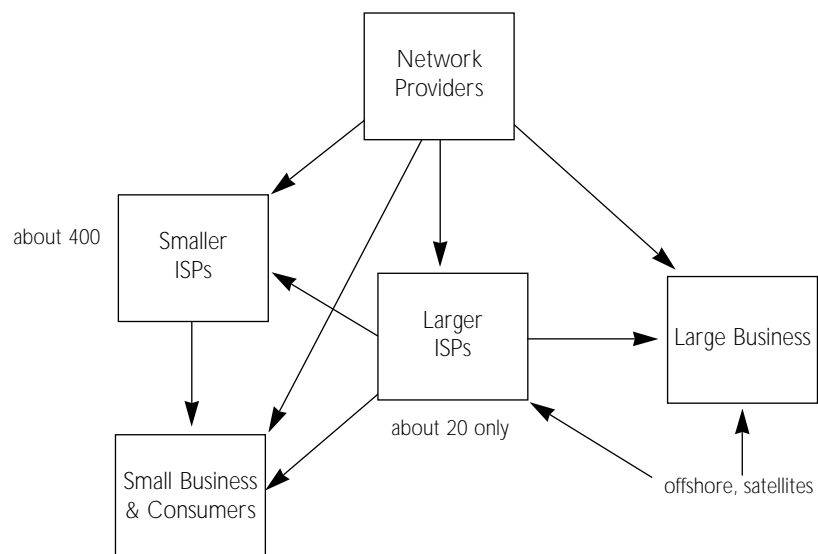 Network
Providers
about 400
Smaller
ISPs
Larger
ISPs
Large Business
about 20 only
Small Business
& Consumers
offshore, satellites